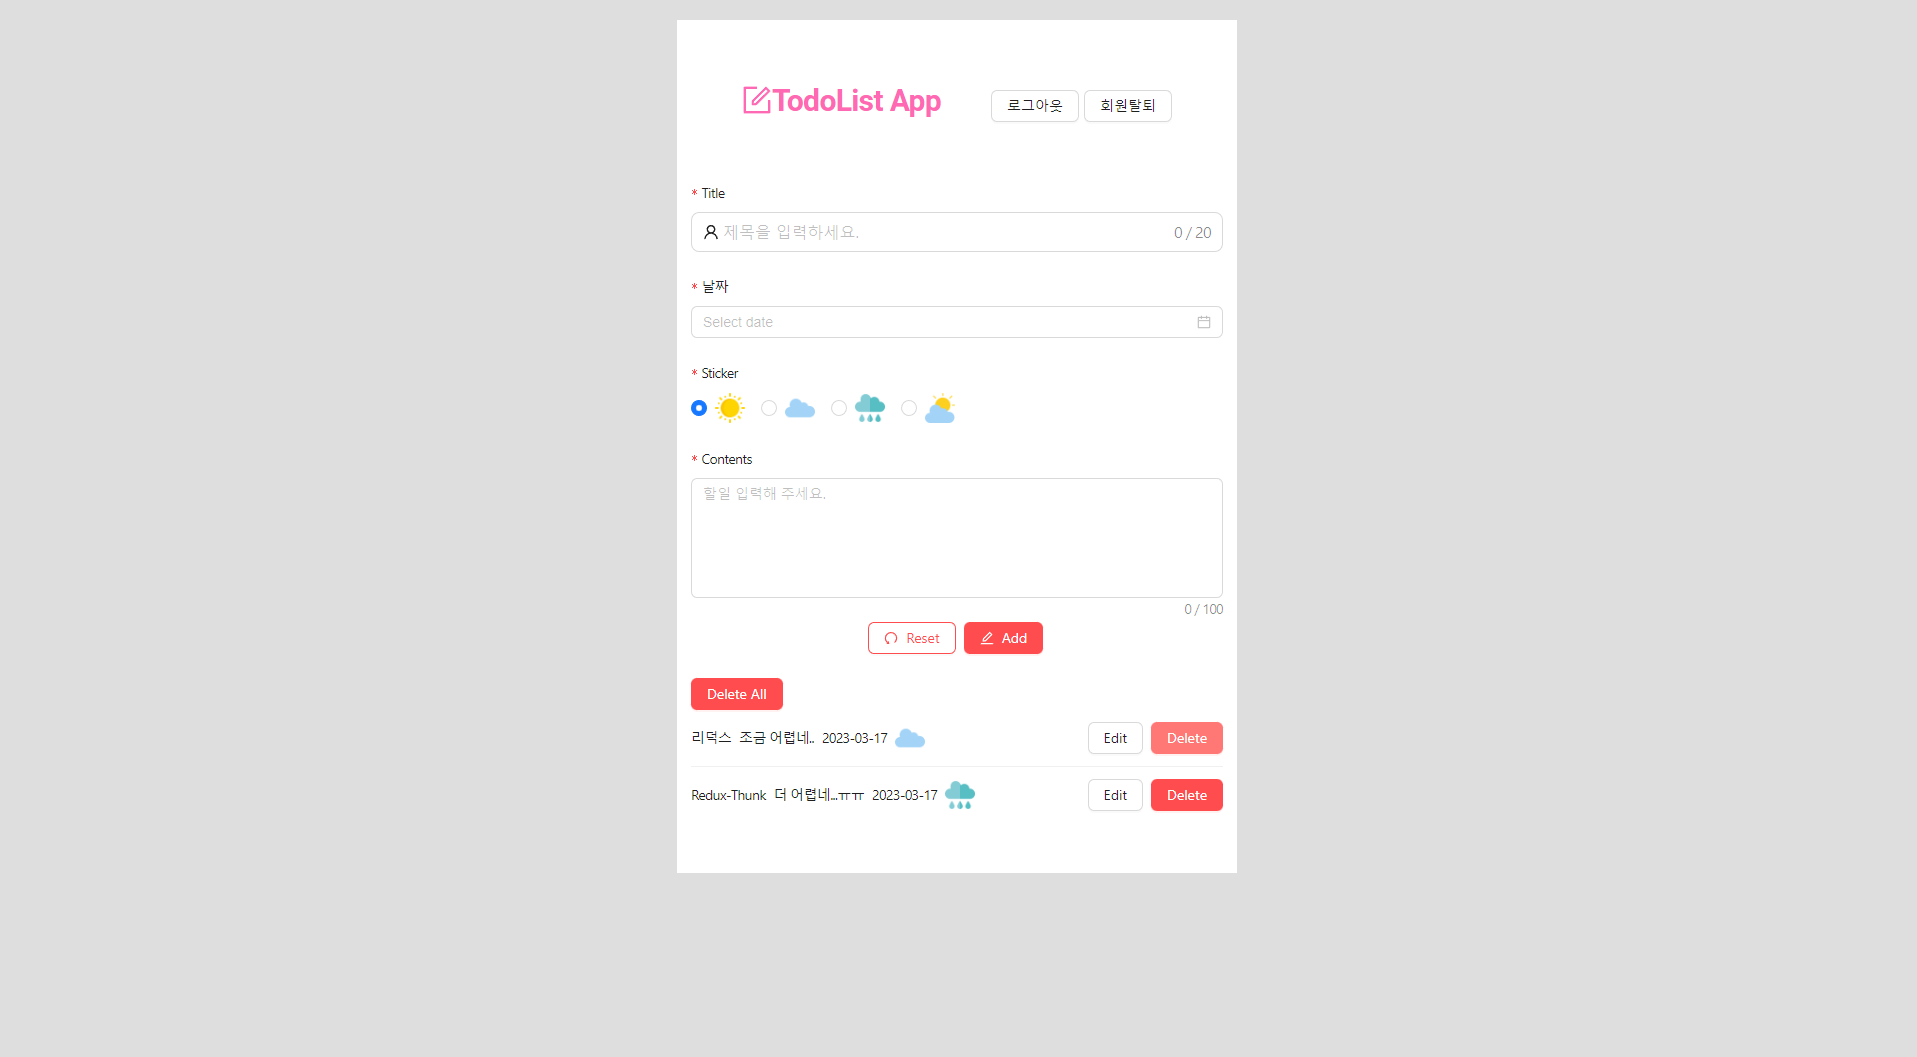 TodoList App 로그아웃 회원탈퇴
* Title
제목을 입력하세요. 0 / 20
* 날짜
Select date
* Sticker
* Contents
할일 입력해 주세요.
0 / 100
Reset Add
Delete All
리덕스 조금 어렵네.. 2023-03-17 Edit Delete
Redux-Thunk 더 어렵네...ㅠㅠ 2023-03-17 Edit Delete